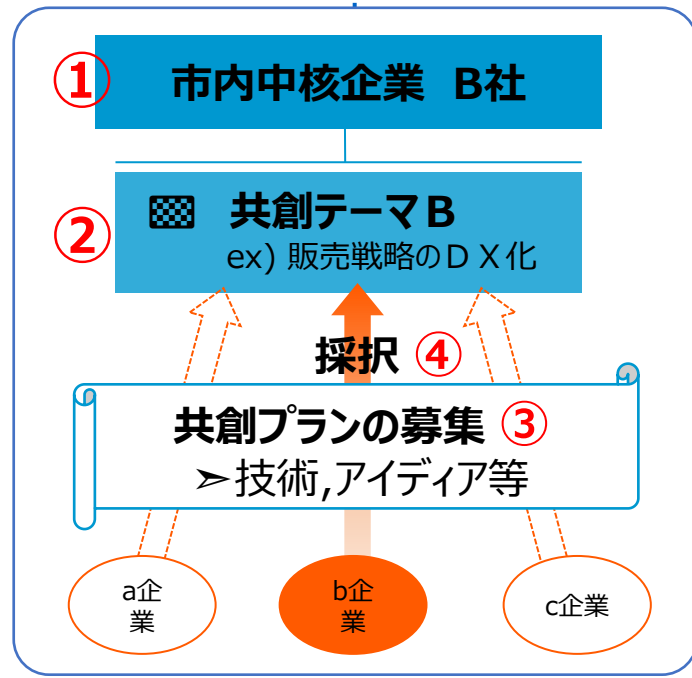 ① 市内中核企業 B社
② 共創テーマB
ex) 販売戦略のDX化
採択 ④
共創プランの募集 ③
➣技術,アイディア等
a企
業
b企
業
c企業